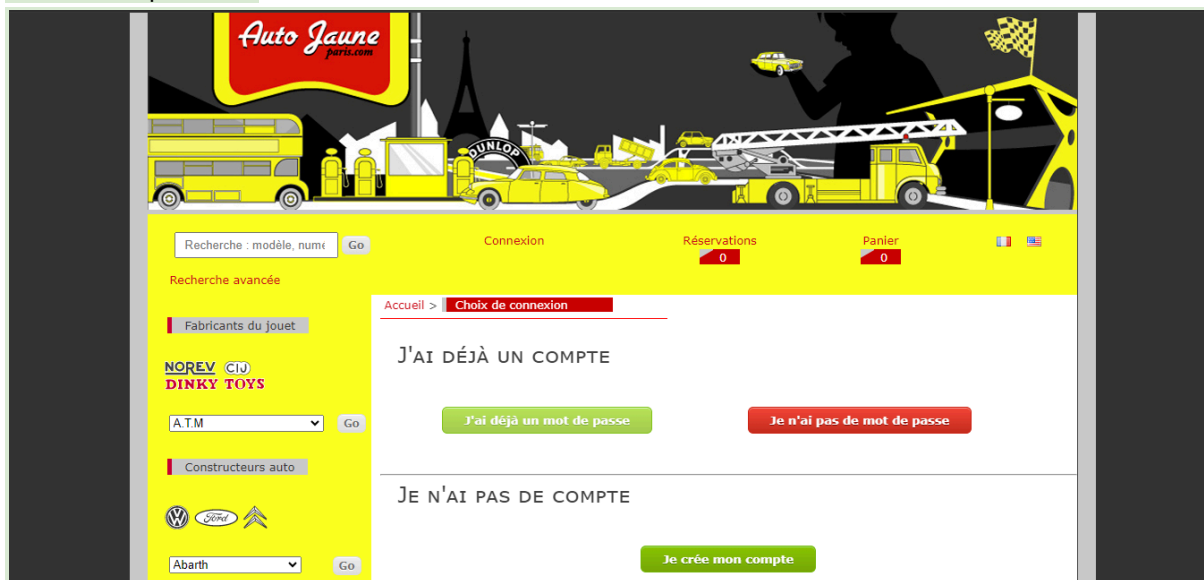 Auto Jaune
paris.com
DUNLOP
Recherche : modèle, numé
Go
Connexion
Réservations
0
Panier
0
Recherche avancée
Accueil >
Choix de connexion
Fabricants du jouet
NOREV CIJ
DINKY TOYS
A.T.M
Go
Constructeurs auto
Ford
Abarth
Go
J'ai déjà un compte
J'ai déjà un mot de passe
Je n'ai pas de mot de passe
Je n'ai pas de compte
Je crée mon compte